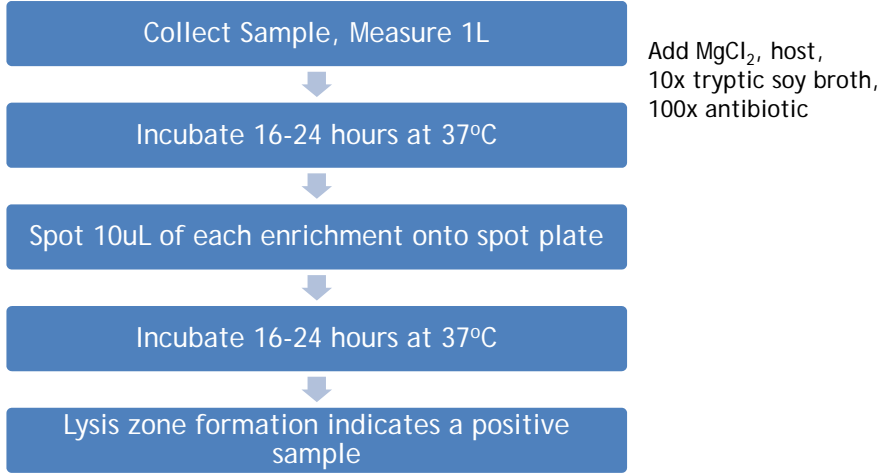 Collect Sample, Measure 1L
Add MgCl₂, host,
10x tryptic soy broth,
100x antibiotic
Incubate 16-24 hours at 37ºC
Spot 10uL of each enrichment onto spot plate
Incubate 16-24 hours at 37ºC
Lysis zone formation indicates a positive
sample